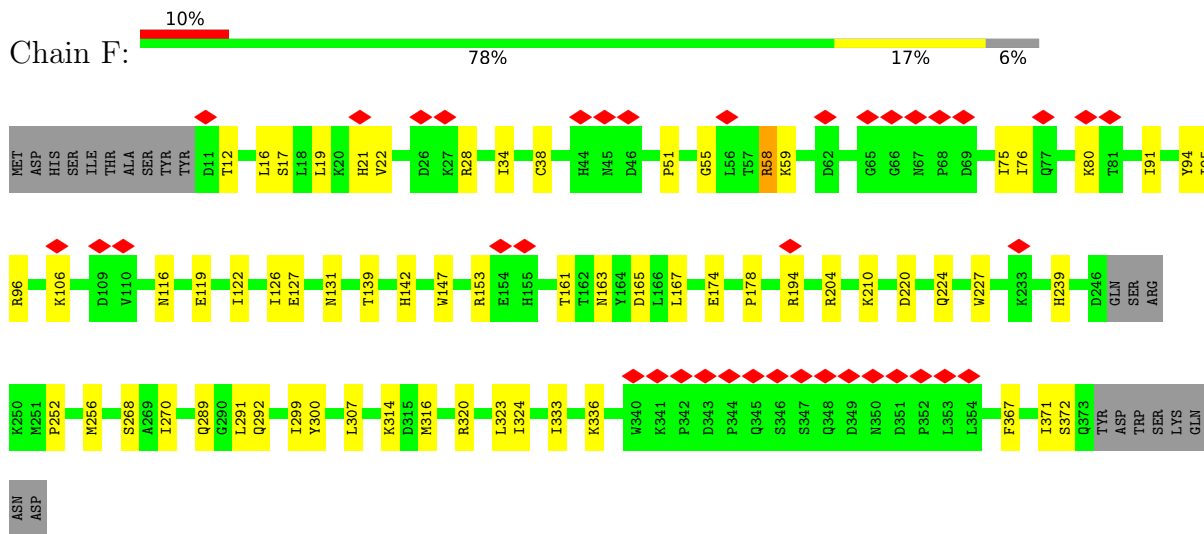 10%
Chain F:
78% 17% 6%
MET ASP HIS SER ILE THR ALA SER TYR TYR D11 T12 L16 S17 L18 L19 K20 H21 V22 D26 K27 R28 I34 C38 H44 N45 D46 P51 G55 L56 T57 R58 K59 D62 G65 G66 N67 P68 D69 I75 I76 Q77 K80 T81 I91 Y94
R96 K106 D109 V110 N116 E119 I122 I126 E127 N131 T139 H142 W147 R153 E154 H155 T161 T162 N163 Y164 D165 L166 L167 E174 P178 R194 R204 K210 D220 Q224 W227 K233 H239 D246 GLN SER ARG
K250 M251 P252 M256 S268 A269 I270 Q289 G290 L291 Q292 I299 Y300 L307 K314 D315 M316 R320 L323 I324 I333 K336 W340 K341 P342 D343 P344 Q345 S346 S347 Q348 D349 N350 D351 P352 L353 L354 F367 I371 S372 Q373 TYR ASP TRP SER LYS GLN
ASN ASP